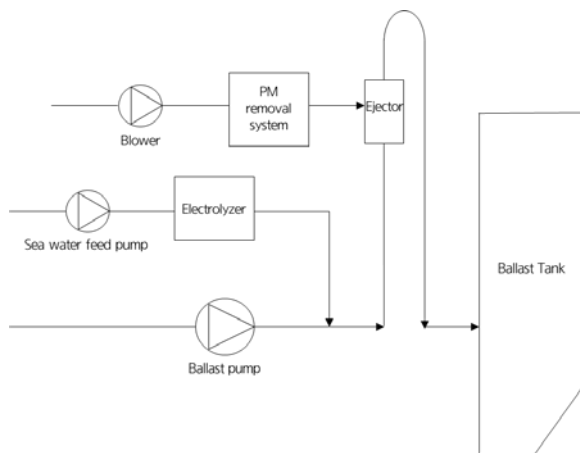 PM
removal
system
Ejector
Blower
Electrolyzer
Sea water feed pump
Ballast Tank
Ballast pump